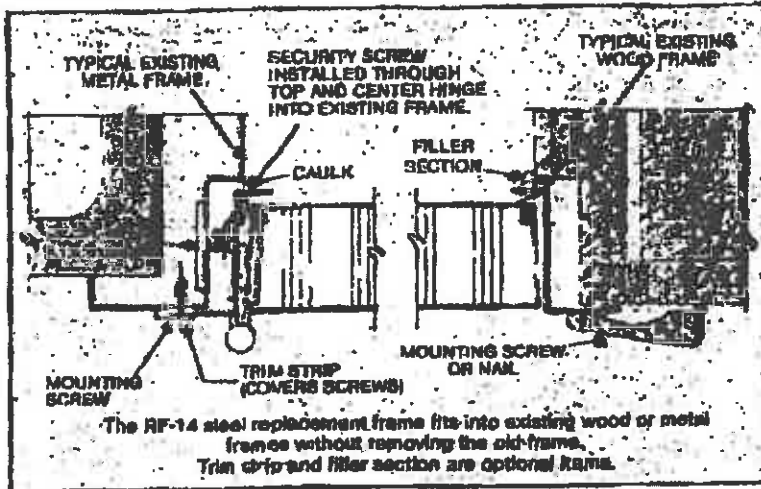 TYPICAL EXISTING
METAL FRAME
SECURITY SCREW
INSTALLED THROUGH
TOP AND CENTER HINGE
INTO EXISTING FRAME.
TYPICAL EXISTING
WOOD FRAME
CAULK
FILLER
SECTION
MOUNTING
SCREW
TRIM STRIP
(COVERS SCREWS)
MOUNTING SCREW
OR NAIL
The RF-14 steel replacement frame fits into existing wood or metal
frames without removing the old frame.
Trim strip and filler section are optional items.